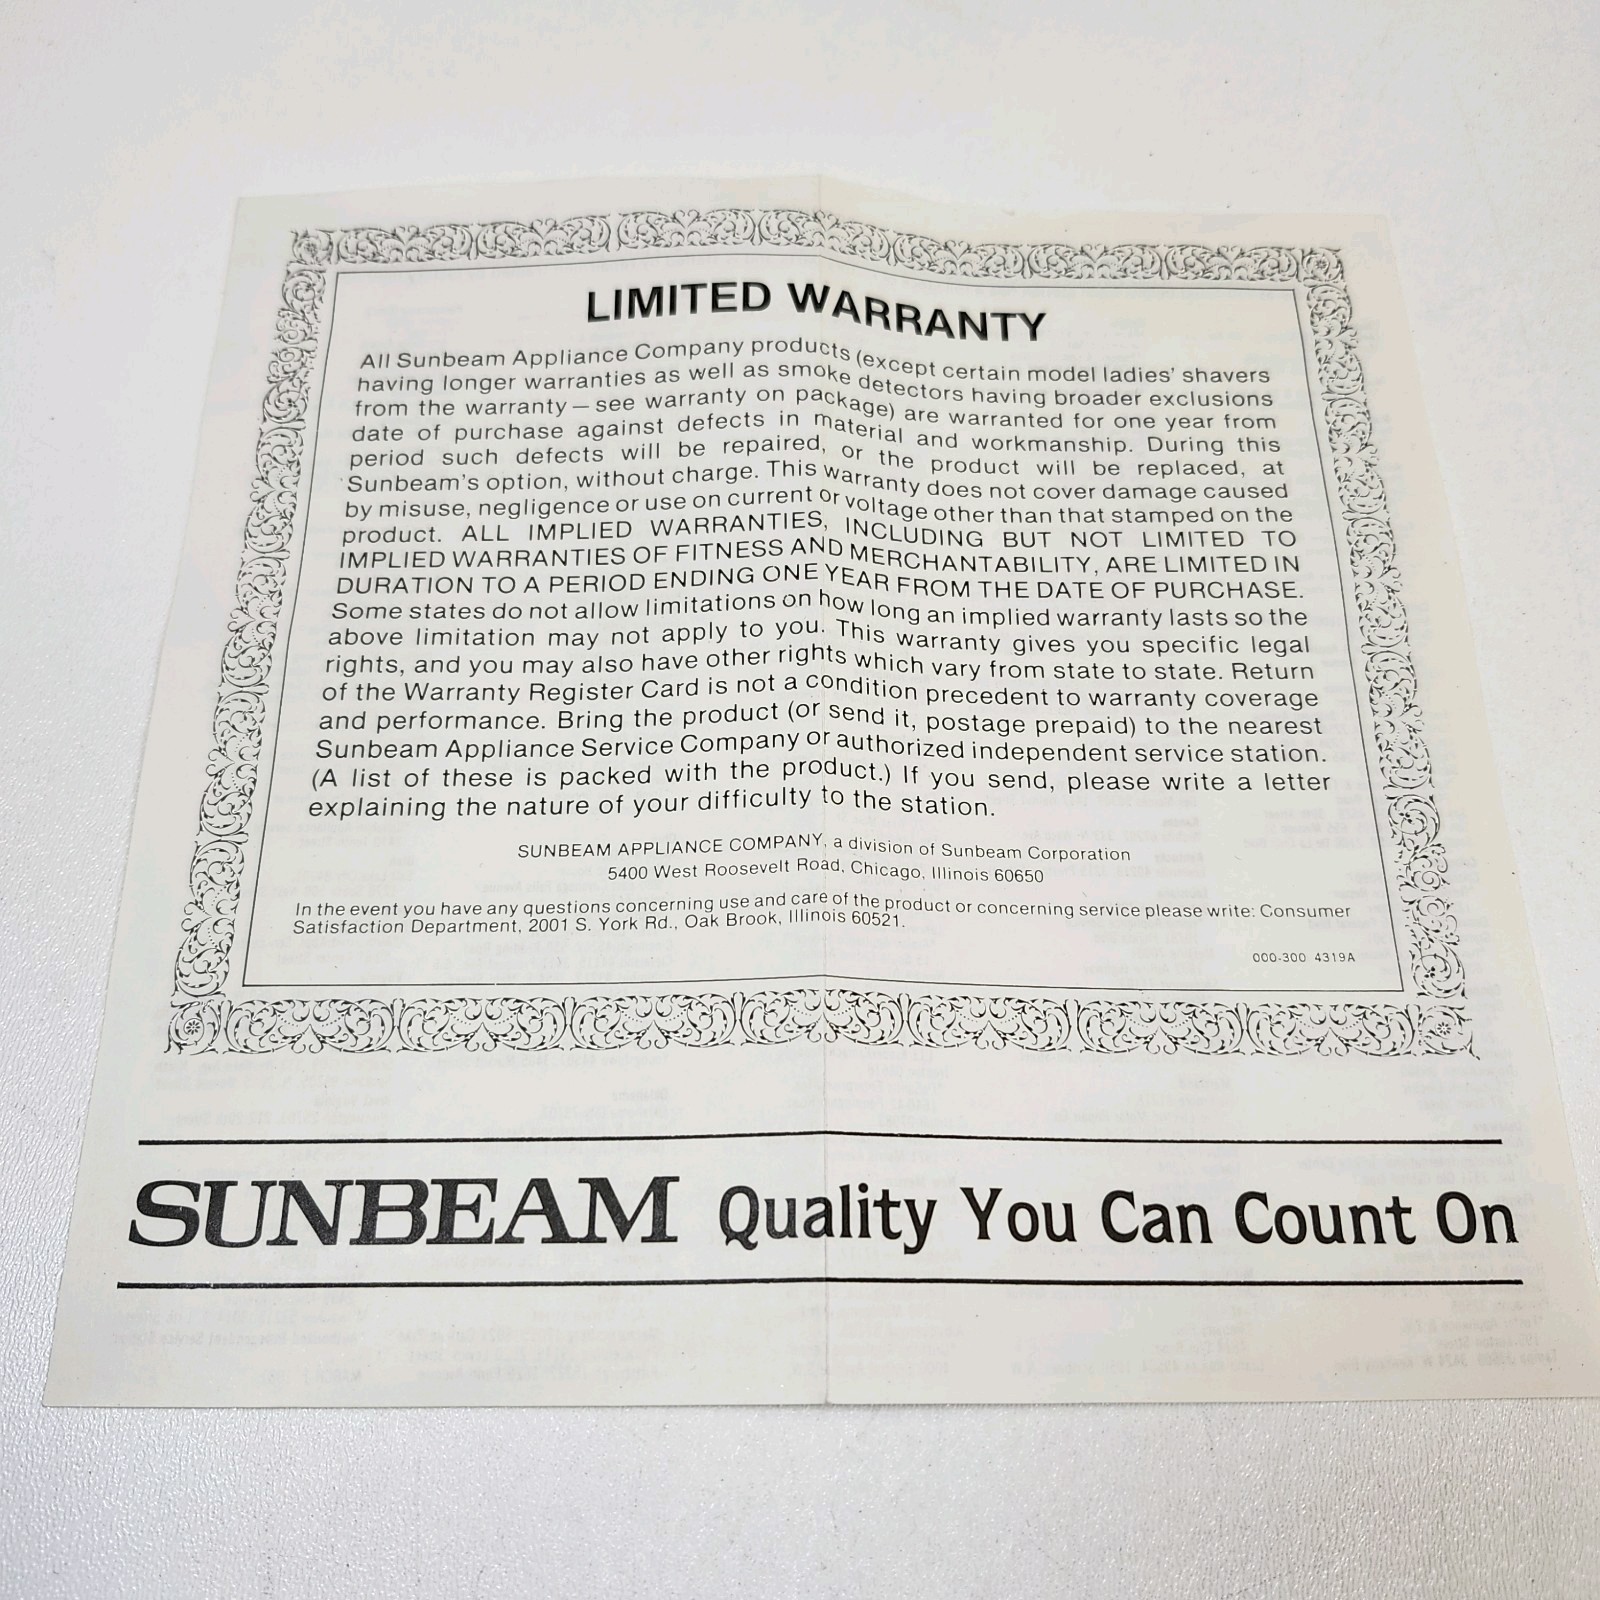 LIMITED WARRANTY
All Sunbeam Appliance Company products (except certain model ladies' shavers
having longer warranties as well as smoke detectors having broader exclusions
from the warranty — see warranty on package) are warranted for one year from
date of purchase against defects in material and workmanship. During this
period such defects will be repaired, or the product will be replaced, at
Sunbeam's option, without charge. This warranty does not cover damage caused
by misuse, negligence or use on current or voltage other than that stamped on the
product. ALL IMPLIED WARRANTIES, INCLUDING BUT NOT LIMITED TO
IMPLIED WARRANTIES OF FITNESS AND MERCHANTABILITY, ARE LIMITED IN
DURATION TO A PERIOD ENDING ONE YEAR FROM THE DATE OF PURCHASE.
Some states do not allow limitations on how long an implied warranty lasts so the
above limitation may not apply to you. This warranty gives you specific legal
rights, and you may also have other rights which vary from state to state. Return
of the Warranty Register Card is not a condition precedent to warranty coverage
and performance. Bring the product (or send it, postage prepaid) to the nearest
Sunbeam Appliance Service Company or authorized independent service station.
(A list of these is packed with the product.) If you send, please write a letter
explaining the nature of your difficulty to the station.
SUNBEAM APPLIANCE COMPANY, a division of Sunbeam Corporation
5400 West Roosevelt Road, Chicago, Illinois 60650
In the event you have any questions concerning use and care of the product or concerning service please write: Consumer
Satisfaction Department, 2001 S. York Rd., Oak Brook, Illinois 60521.
000-300 4319A
SUNBEAM Quality You Can Count On